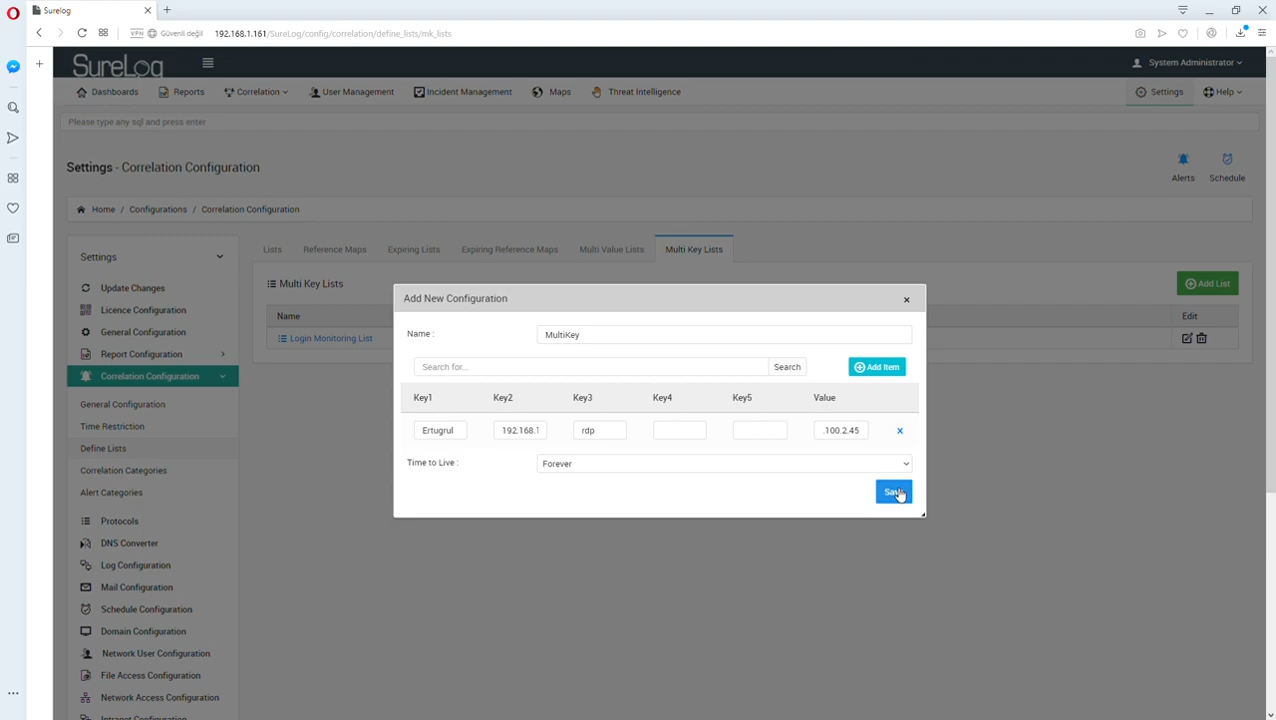 Surelog
VPN Güvenli değil 192.168.1.161/SureLog/config/correlation/define_lists/mk_lists
SureLog
System Administrator
Dashboards Reports Correlation User Management Incident Management Maps Threat Intelligence Settings Help
Please type any sql and press enter
Settings - Correlation Configuration
Alerts Schedule
Home / Configurations / Correlation Configuration
Settings
Update Changes
Licence Configuration
General Configuration
Report Configuration
Correlation Configuration
General Configuration
Time Restriction
Define Lists
Correlation Categories
Alert Categories
Protocols
DNS Converter
Log Configuration
Mail Configuration
Schedule Configuration
Domain Configuration
Network User Configuration
File Access Configuration
Network Access Configuration
Intranet Configuration
Lists Reference Maps Expiring Lists Expiring Reference Maps Multi Value Lists Multi Key Lists
Multi Key Lists
Add List
Name Edit
Login Monitoring List
Add New Configuration
Name : MultiKey
Search for... Search Add Item
Key1 Key2 Key3 Key4 Key5 Value
Ertugrul 192.168.1 rdp .100.2.45
Time to Live : Forever
Save